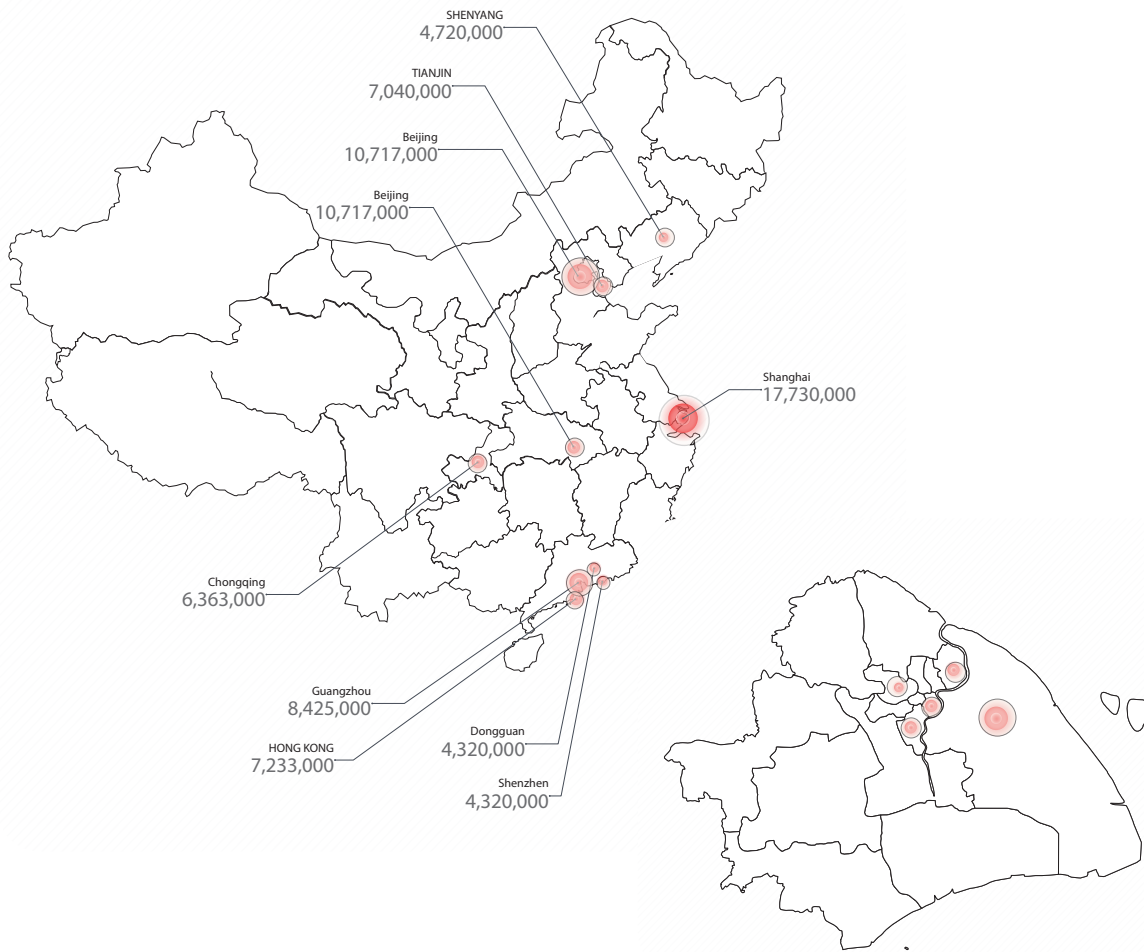 SHENYANG
4,720,000
TIANJIN
7,040,000
Beijing
10,717,000
Beijing
10,717,000
Shanghai
17,730,000
Chongqing
6,363,000
Guangzhou
8,425,000
HONG KONG
7,233,000
Dongguan
4,320,000
Shenzhen
4,320,000